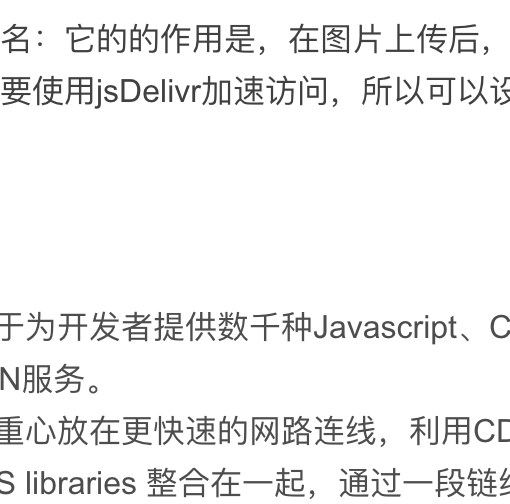 名：它的的作用是，在图片上传后，
要使用jsDelivr加速访问，所以可以设
于为开发者提供数千种Javascript、C
N服务。
重心放在更快速的网路连线，利用CD
S libraries 整合在一起，通过一段链结